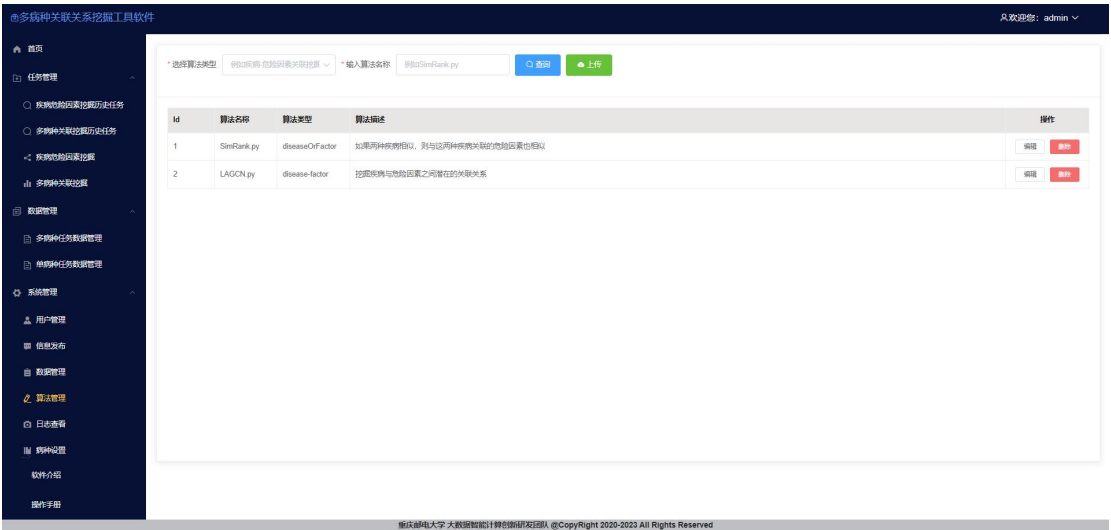 多病种关联关系挖掘工具软件
欢迎您：admin
首页
任务管理
疾病危险因素挖掘历史任务
多病种关联挖掘历史任务
疾病危险因素挖掘
多病种关联挖掘
数据管理
多病种任务数据管理
单病种任务数据管理
系统管理
用户管理
信息发布
数据管理
算法管理
日志查看
病种设置
软件介绍
操作手册
*选择算法类型 例如疾病-危险因素关联挖掘 *输入算法名称 例如SimRank.py 查询 上传
Id 算法名称 算法类型 算法描述 操作
1 SimRank.py diseaseOrFactor 如果两种疾病相似，则与这两种疾病关联的危险因素也相似 编辑 删除
2 LAGCN.py disease-factor 挖掘疾病与危险因素之间潜在的关联关系 编辑 删除
重庆邮电大学 大数据智能计算创新研发团队 @CopyRight 2020-2023 All Rights Reserved